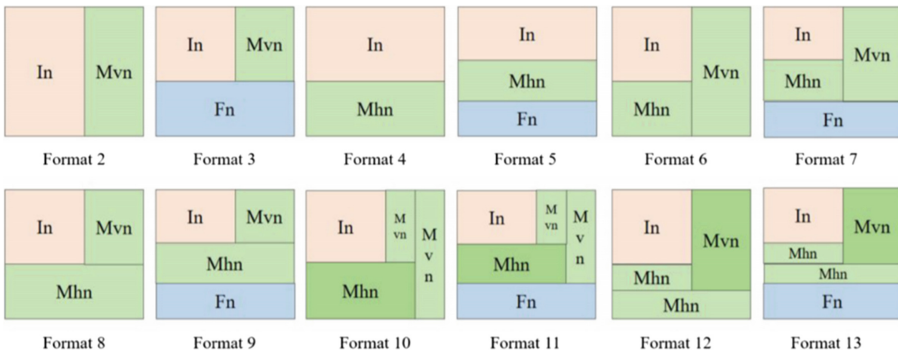 In Mvn
In Mvn
Fn
In
Mhn
In
Mhn
Fn
In Mvn
Mhn
In Mvn
Mhn
Fn
Format 2 Format 3 Format 4 Format 5 Format 6 Format 7
In Mvn
Mhn
In Mvn
Mhn
Fn
In
M
vn
M
v
n
Mhn
In
M
vn
M
v
n
Mhn
Fn
In Mvn
Mhn
Mhn
In Mvn
Mhn
Mhn
Fn
Format 8 Format 9 Format 10 Format 11 Format 12 Format 13